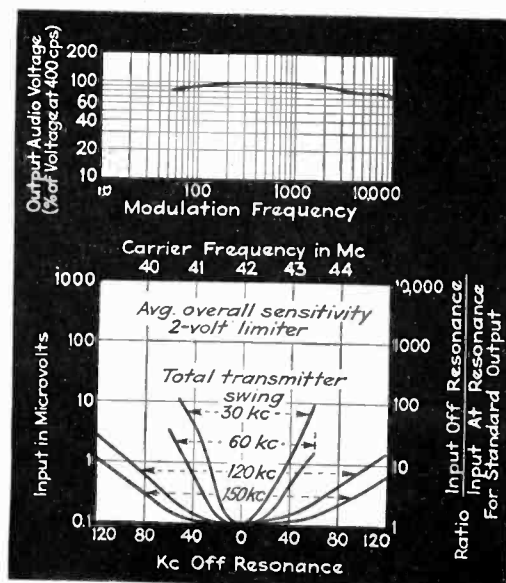 Output Audio Voltage
(% of Voltage at 400 cps)
200
100
60
40
20
10
10
100
1000
10,000
Modulation Frequency
Carrier Frequency in Mc
40
41
42
43
44
Input in Microvolts
1000
100
10
1
0.1
10,000
1000
100
10
1
Avg. overall sensitivity
2-volt limiter
Total transmitter
swing
30 kc
60 kc
120kc
150kc
120
80
40
0
40
80
120
Kc Off Resonance
Ratio
Input Off Resonance
Input At Resonance
For Standard Output